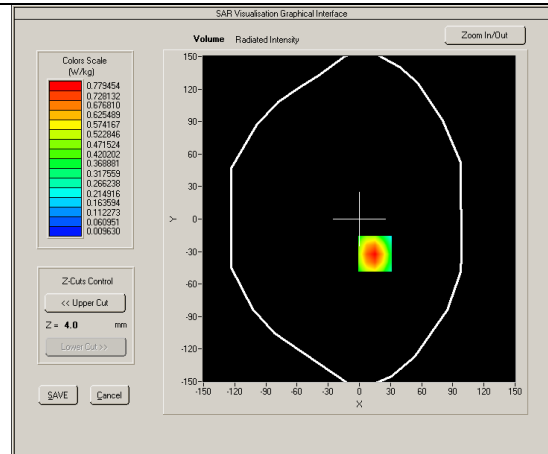 SAR Visualisation Graphical Interface
Volume Radiated Intensity
Zoom In/Out
Colors Scale
(W/kg)
0.779454
0.728132
0.676810
0.625489
0.574167
0.522846
0.471524
0.420202
0.368881
0.317559
0.266238
0.214916
0.163594
0.112273
0.060951
0.009630
Z-Cuts Control
<< Upper Cut
Z = 4.0 mm
Lower Cut >>
SAVE Cancel
150
120
90
60
30
0
-30
-60
-90
-120
-150
Y
-150 -120 -90 -60 -30 0 30 60 90 120 150
X